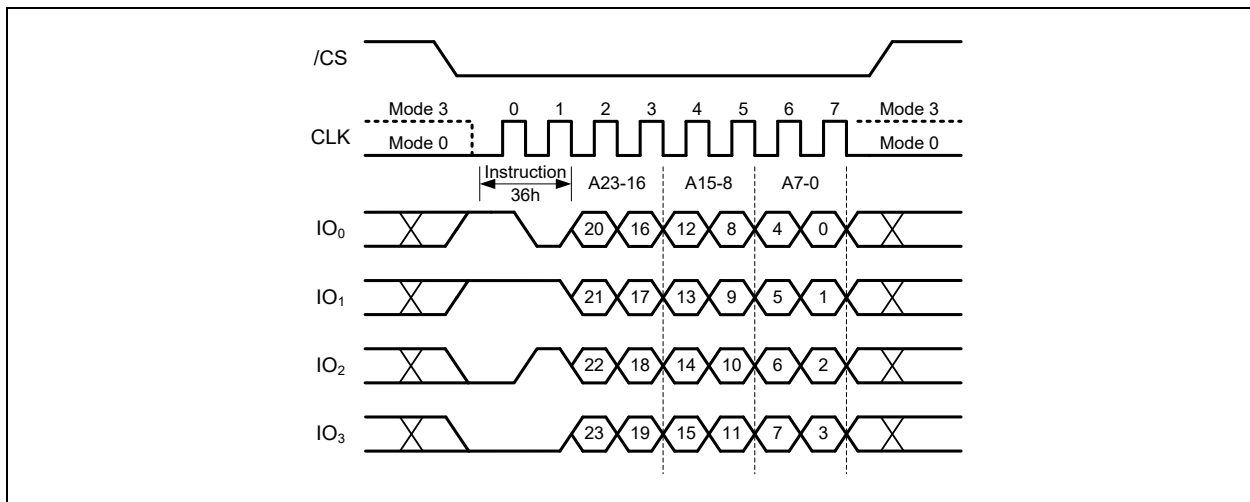 /CS
Mode 3 0 1 2 3 4 5 6 7 Mode 3
CLK Mode 0 Mode 0
Instruction
36h A23-16 A15-8 A7-0
IO₀ 20 16 12 8 4 0
IO₁ 21 17 13 9 5 1
IO₂ 22 18 14 10 6 2
IO₃ 23 19 15 11 7 3